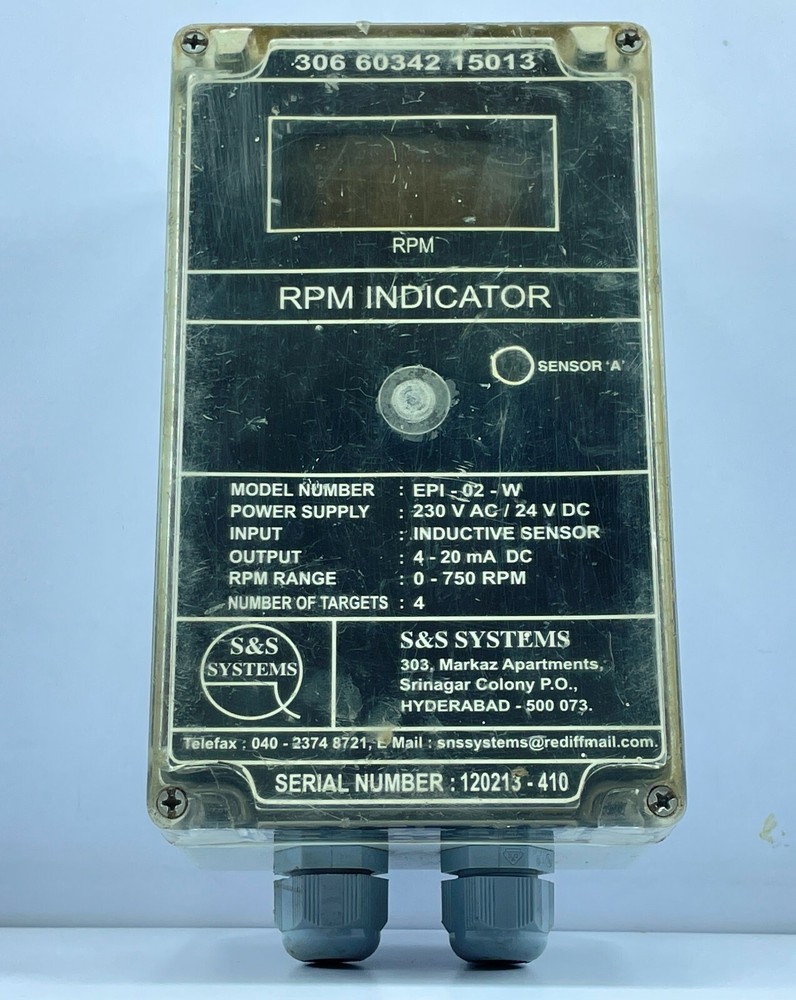 306 60342 15013
RPM
RPM INDICATOR
SENSOR 'A'
MODEL NUMBER : EPI - 02 - W
POWER SUPPLY : 230 V AC / 24 V DC
INPUT : INDUCTIVE SENSOR
OUTPUT : 4 - 20 mA DC
RPM RANGE : 0 - 750 RPM
NUMBER OF TARGETS : 4
S&S
SYSTEMS
S&S SYSTEMS
303, Markaz Apartments,
Srinagar Colony P.O.,
HYDERABAD - 500 073.
Telefax : 040 - 2374 8721, E Mail : snssystems@rediffmail.com.
SERIAL NUMBER : 120213 - 410